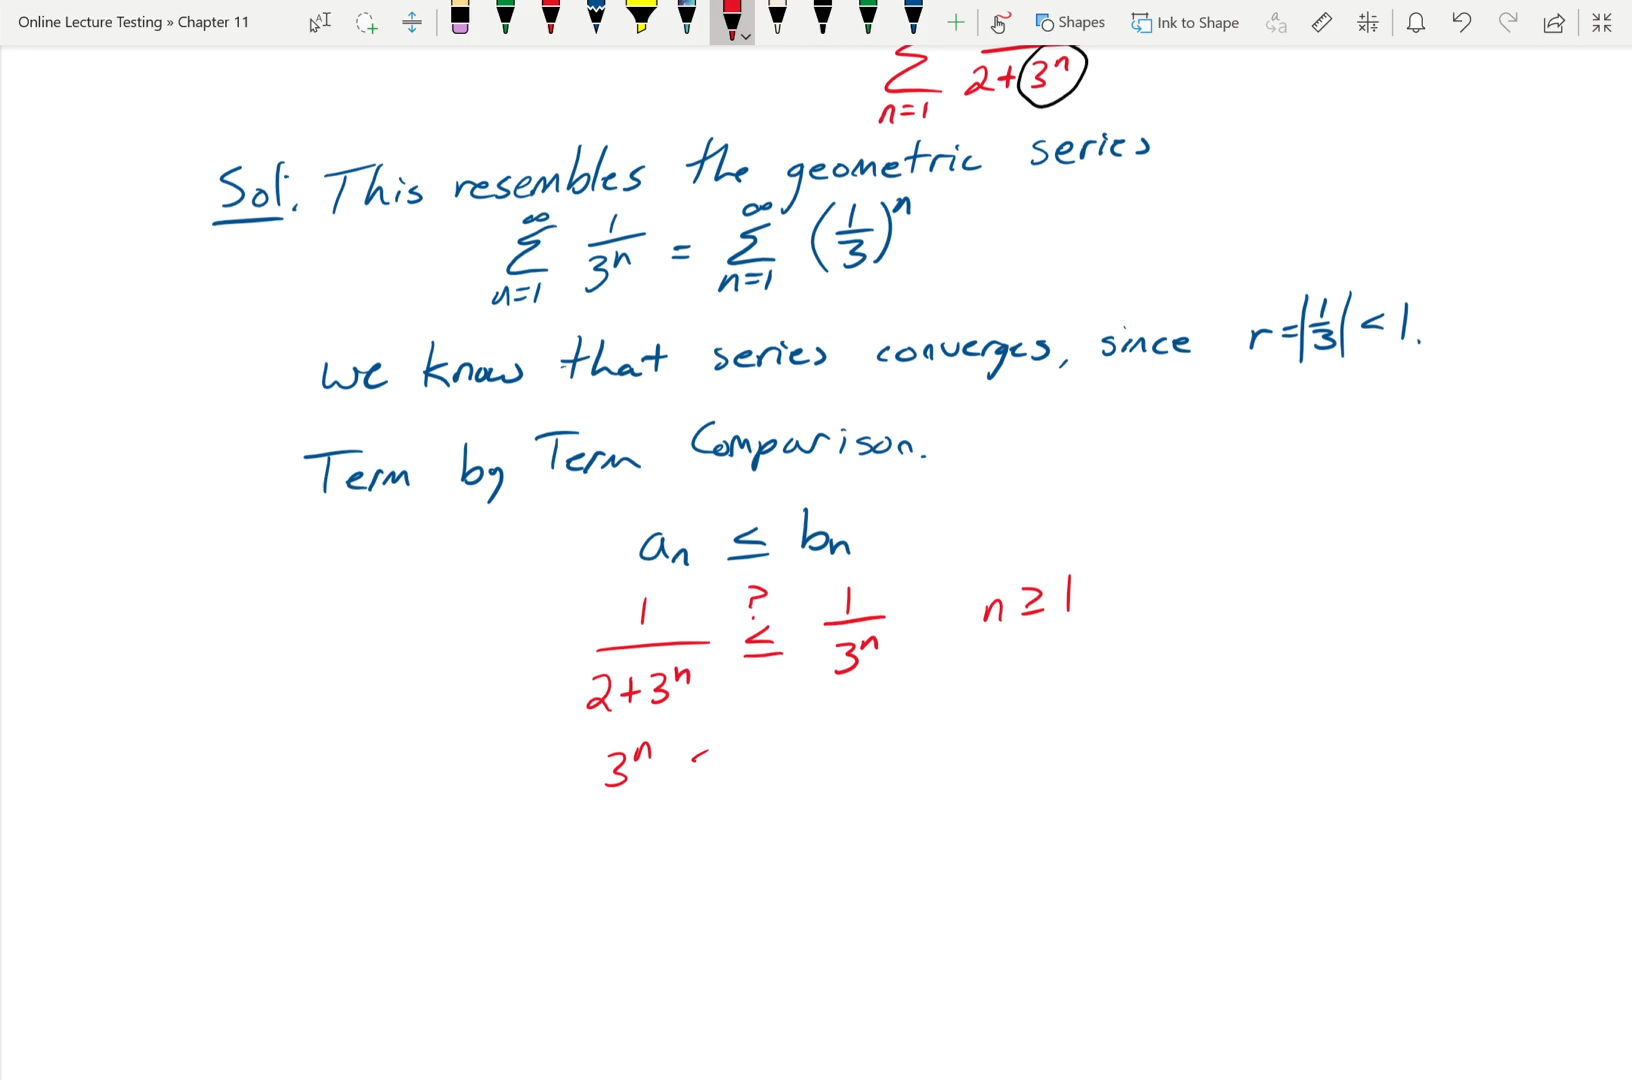 Online Lecture Testing » Chapter 11 Shapes Ink to Shape
∑ n=1 2+3ⁿ
Sol: This resembles the geometric series
∞ ∑ n=1 1/3ⁿ = ∞ ∑ n=1 (1/3)ⁿ
we know that series converges, since r=|1/3| < 1.
Term by Term Comparison.
aₙ ≤ bₙ
1/(2+3ⁿ) ?≤ 1/3ⁿ n ≥ 1
3ⁿ